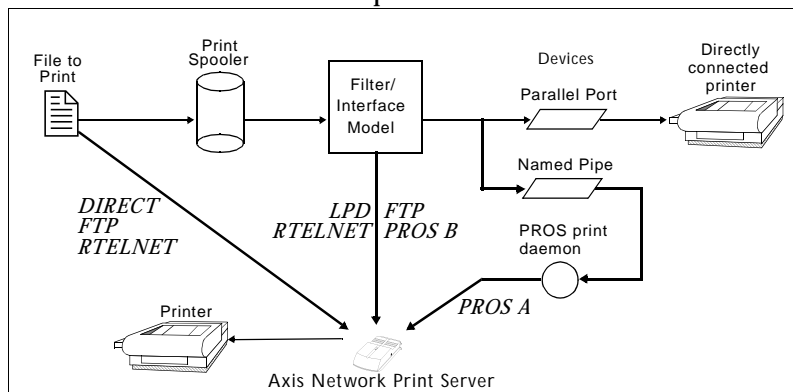 File to
Print
Print
Spooler
Filter/
Interface
Model
Devices
Parallel Port
Directly
connected
printer
Named Pipe
DIRECT
FTP
RTELNET
LPD FTP
RTELNET PROS B
PROS print
daemon
PROS A
Printer
Axis Network Print Server